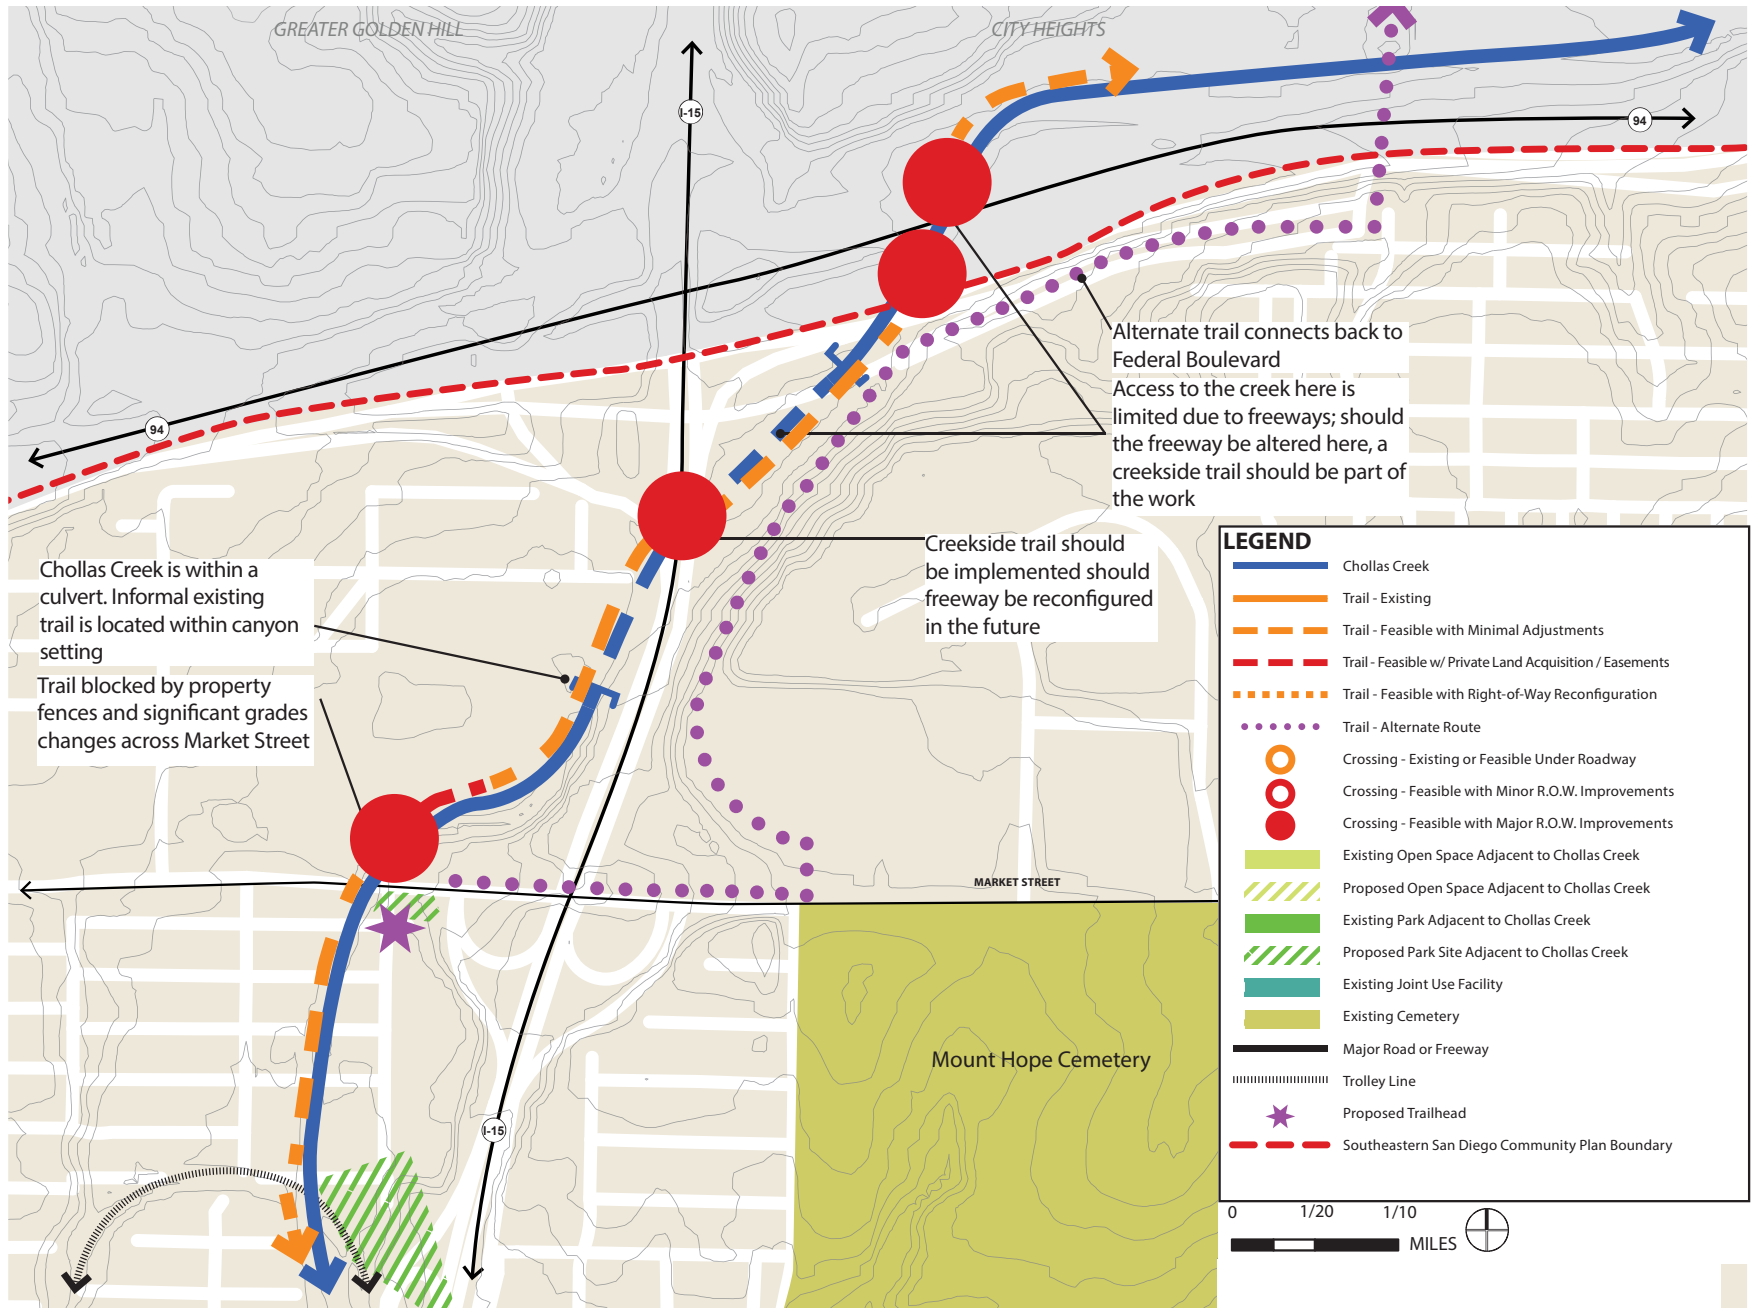 GREATER GOLDEN HILL
CITY HEIGHTS
I-15
94
94
Alternate trail connects back to
Federal Boulevard
Access to the creek here is
limited due to freeways; should
the freeway be altered here, a
creekside trail should be part of
the work
Creekside trail should
be implemented should
freeway be reconfigured
in the future
Chollas Creek is within a
culvert. Informal existing
trail is located within canyon
setting
Trail blocked by property
fences and significant grades
changes across Market Street
MARKET STREET
Mount Hope Cemetery
I-15
LEGEND
Chollas Creek
Trail - Existing
Trail - Feasible with Minimal Adjustments
Trail - Feasible w/ Private Land Acquisition / Easements
Trail - Feasible with Right-of-Way Reconfiguration
Trail - Alternate Route
Crossing - Existing or Feasible Under Roadway
Crossing - Feasible with Minor R.O.W. Improvements
Crossing - Feasible with Major R.O.W. Improvements
Existing Open Space Adjacent to Chollas Creek
Proposed Open Space Adjacent to Chollas Creek
Existing Park Adjacent to Chollas Creek
Proposed Park Site Adjacent to Chollas Creek
Existing Joint Use Facility
Existing Cemetery
Major Road or Freeway
Trolley Line
Proposed Trailhead
Southeastern San Diego Community Plan Boundary
0 1/20 1/10
MILES